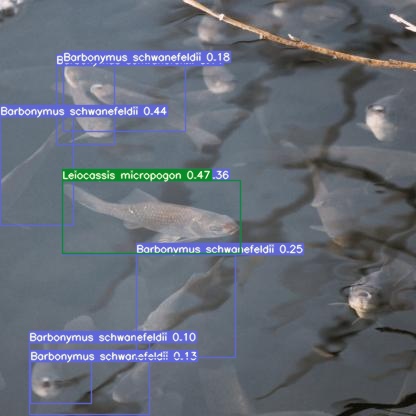 Barbonymus schwanefeldii 0.18
Barbonymus schwanefeldii 0.44
Leiocassis micropogon 0.47 .36
Barbonymus schwanefeldii 0.25
Barbonymus schwanefeldii 0.10
Barbonymus schwanefeldii 0.13